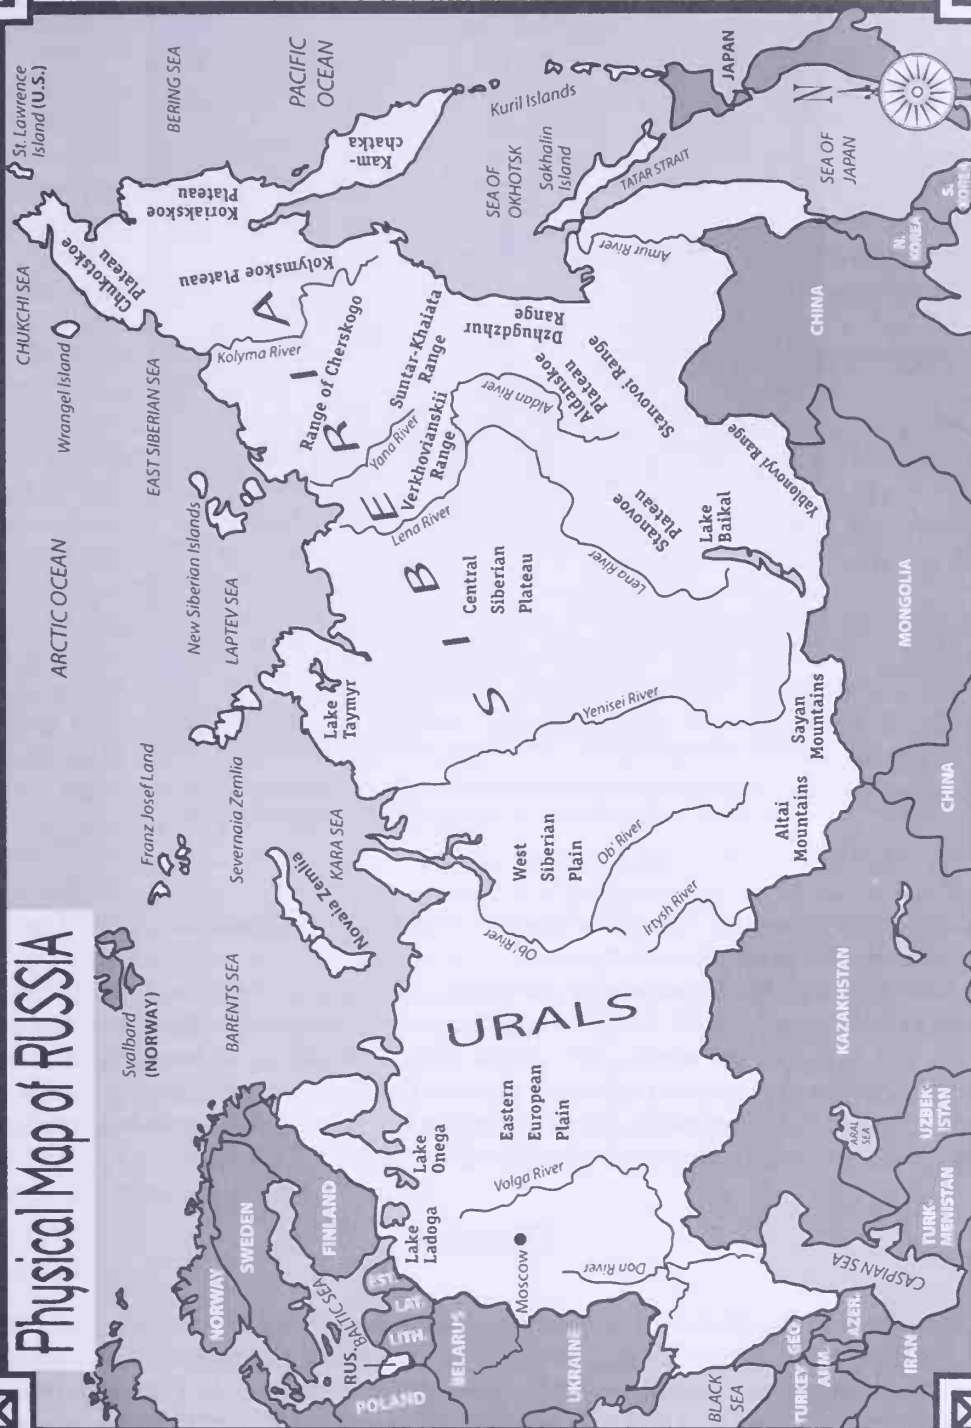 Physical Map of RUSSIA
St. Lawrence
Island (U.S.)
BERING SEA
PACIFIC
OCEAN
CHUKCHI SEA
Wrangel Island
EAST SIBERIAN SEA
ARCTIC OCEAN
New Siberian Islands
LAPTEV SEA
Franz Josef Land
Severnaia Zemlia
KARA SEA
Novaia Zemlia
BARENTS SEA
Svalbard
(NORWAY)
Chukotskoe
Plateau
Koriakskoe
Plateau
Kam-
chatka
Kolymskoe Plateau
Kolyma River
Range of Cherskogo
Suntar-Khaiata
Range
Yana River
Verkhovianskii
Range
Lena River
Dzhugdzhur
Range
Aldan River
Aldanskoe
Plateau
Stanovoi Range
Stanovoe
Plateau
Lake
Baikal
Yablonovyi Range
Lena River
Central
Siberian
Plateau
SIBERIA
Lake
Taymyr
Yenisei River
Sayan
Mountains
Altai
Mountains
West
Siberian
Plain
Ob' River
Irtysh River
Ob' River
URALS
Eastern
European
Plain
Volga River
Lake
Onega
Lake
Ladoga
Moscow
Don River
Kuril Islands
SEA OF
OKHOTSK
Sakhalin
Island
TATAR STRAIT
Amur River
JAPAN
N
SEA OF
JAPAN
S.
KOREA
N.
KOREA
CHINA
MONGOLIA
CHINA
KAZAKHSTAN
ARAL
SEA
UZBEK-
ISTAN
TURK-
MENISTAN
CASPIAN SEA
NORWAY
SWEDEN
FINLAND
BALTIC SEA
EST.
LAT.
LITH.
RUS.
POLAND
BELARUS
UKRAINE
BLACK
SEA
TURKEY
GEO.
ARM.
AZER.
IRAN